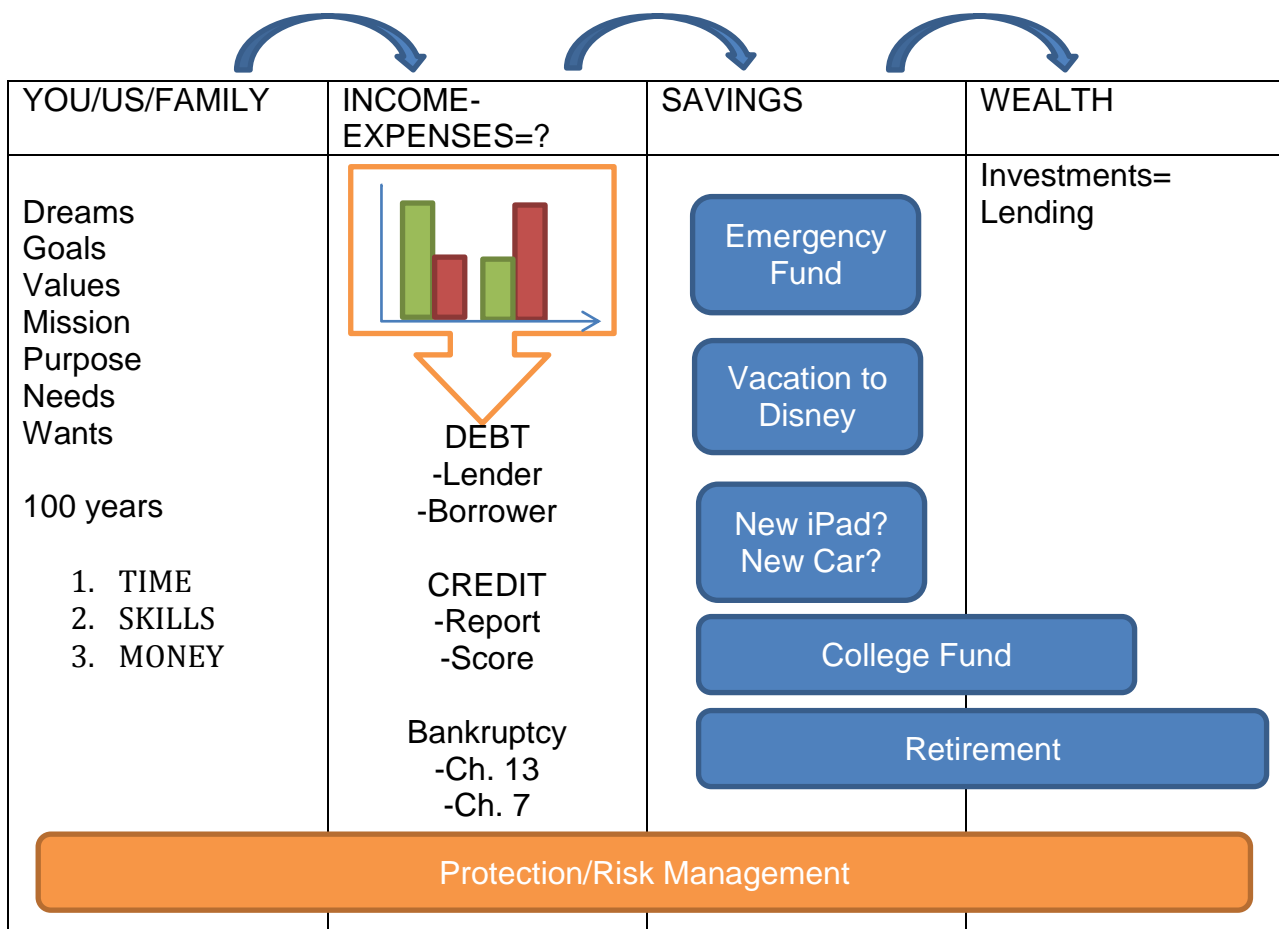 YOU/US/FAMILY
INCOME-
EXPENSES=?
SAVINGS
WEALTH
Dreams
Goals
Values
Mission
Purpose
Needs
Wants
100 years
1. TIME
2. SKILLS
3. MONEY
DEBT
-Lender
-Borrower
CREDIT
-Report
-Score
Bankruptcy
-Ch. 13
-Ch. 7
Emergency
Fund
Vacation to
Disney
New iPad?
New Car?
College Fund
Retirement
Investments=
Lending
Protection/Risk Management